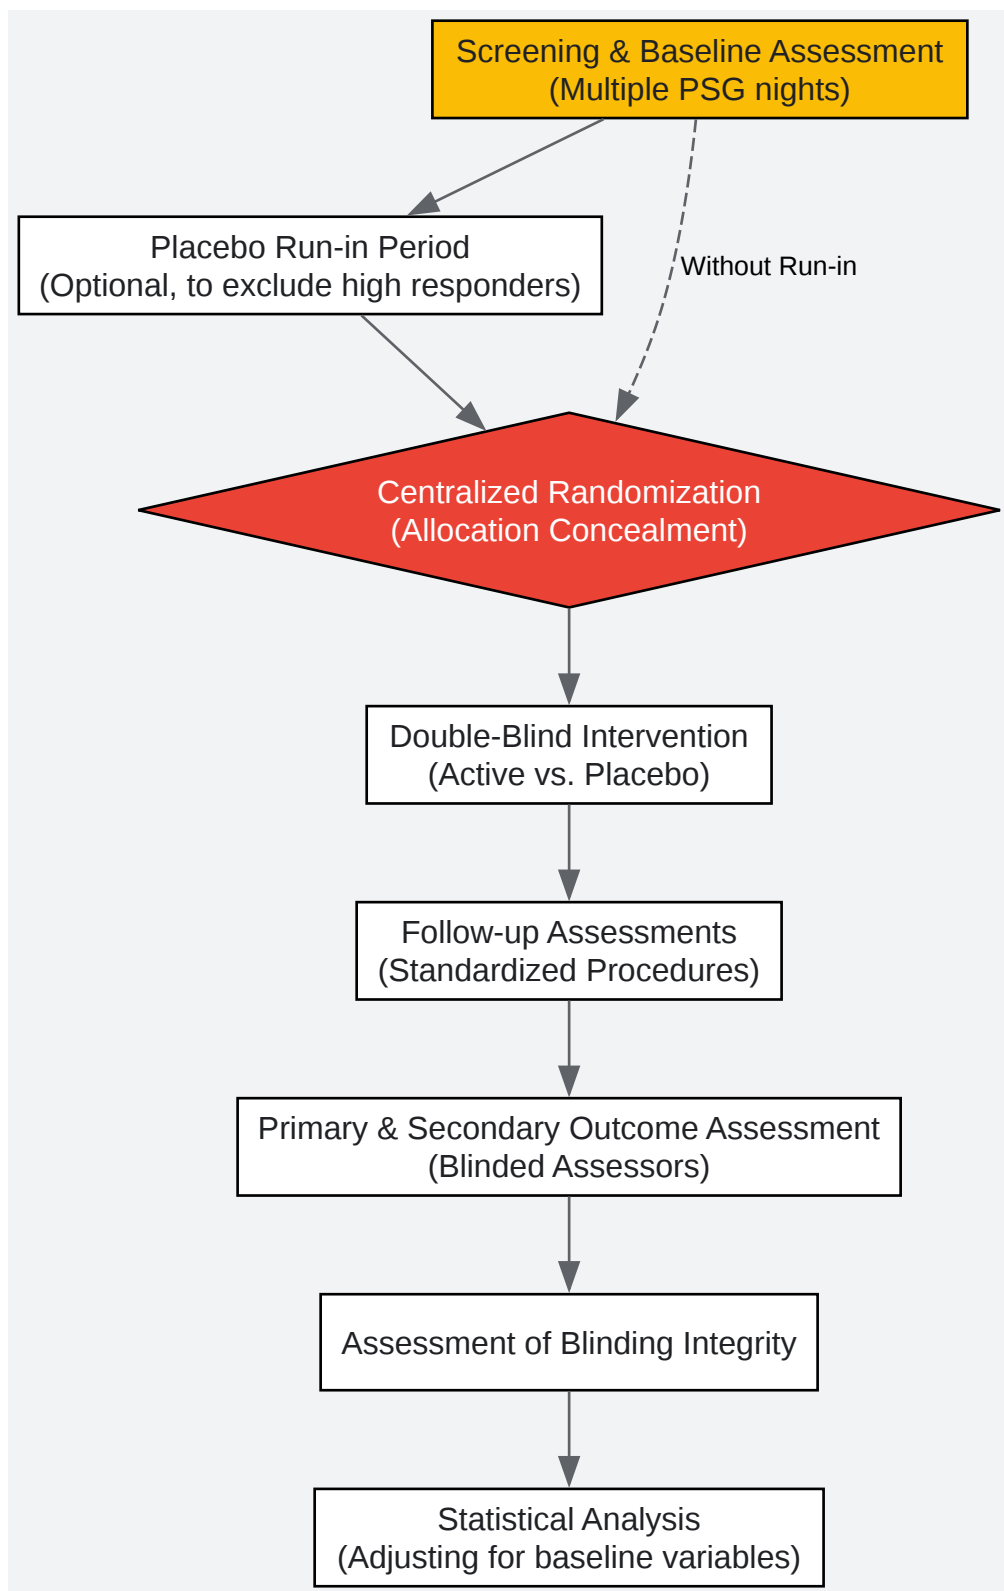 Screening & Baseline Assessment
(Multiple PSG nights)
Placebo Run-in Period
(Optional, to exclude high responders)
Without Run-in
Centralized Randomization
(Allocation Concealment)
Double-Blind Intervention
(Active vs. Placebo)
Follow-up Assessments
(Standardized Procedures)
Primary & Secondary Outcome Assessment
(Blinded Assessors)
Assessment of Blinding Integrity
Statistical Analysis
(Adjusting for baseline variables)